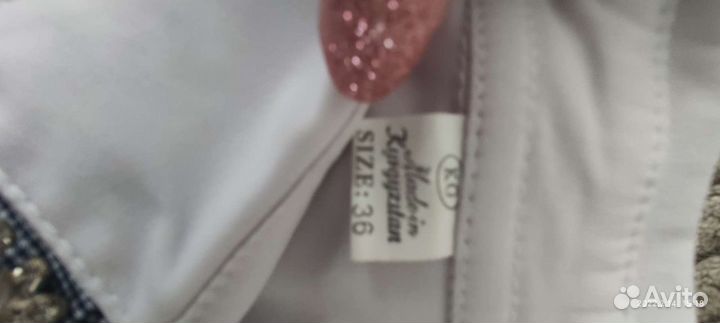 KG
Made in
Kyrgyzstan
SIZE: 36
Avito